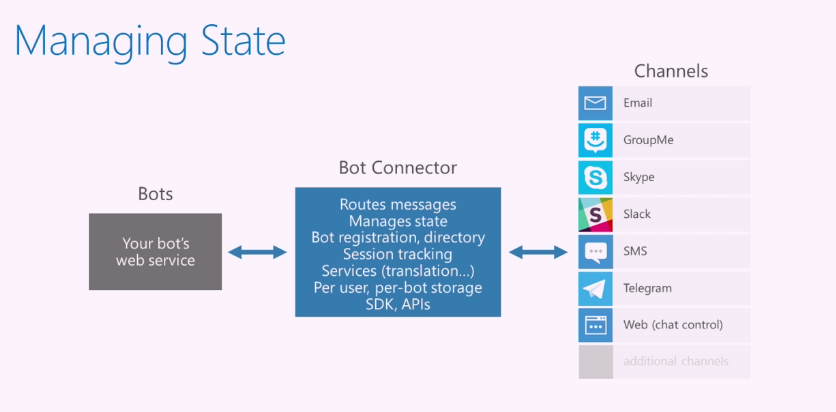 Managing State
Channels
Email
GroupMe
Skype
Slack
SMS
Telegram
Web (chat control)
additional channels
Bot Connector
Routes messages
Manages state
Bot registration, directory
Session tracking
Services (translation...)
Per user, per-bot storage
SDK, APIs
Bots
Your bot's
web service